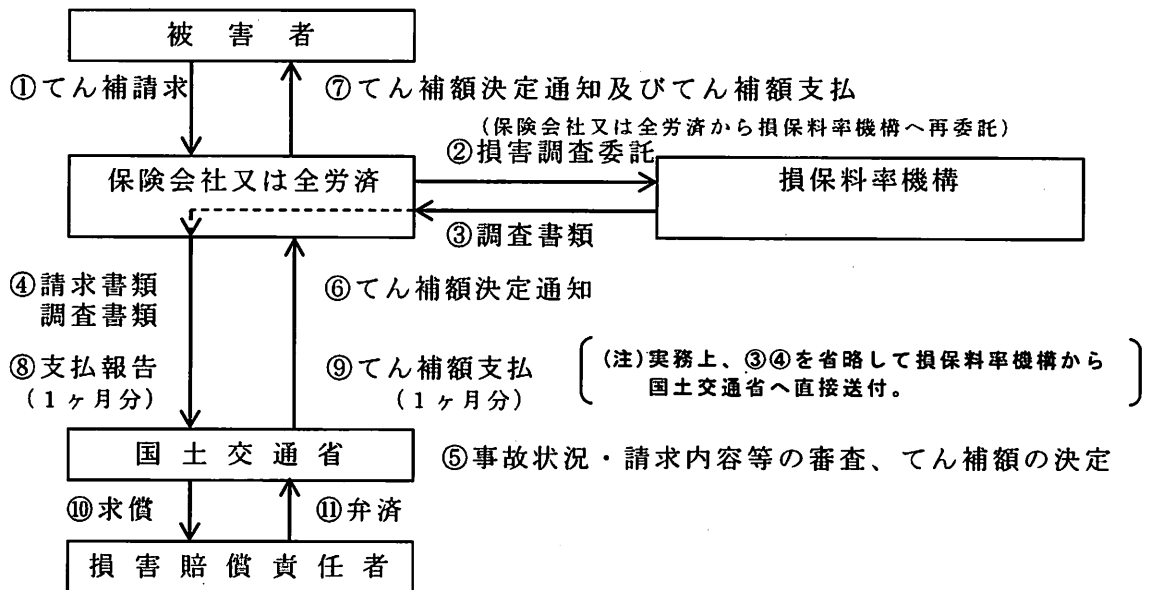 被害者
①てん補請求
⑦てん補額決定通知及びてん補額支払
(保険会社又は全労済から損保料率機構へ再委託)
②損害調査委託
保険会社又は全労済
損保料率機構
③調査書類
④請求書類
調査書類
⑥てん補額決定通知
⑧支払報告
(1ヶ月分)
⑨てん補額支払
(1ヶ月分)
(注)実務上、③④を省略して損保料率機構から
国土交通省へ直接送付。
国土交通省
⑤事故状況・請求内容等の審査、てん補額の決定
⑩求償
⑪弁済
損害賠償責任者